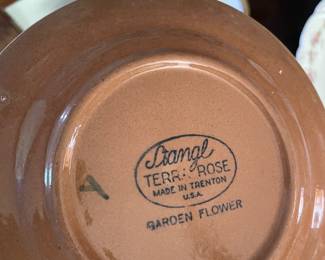 Stangl
TERRA ROSE
MADE IN TRENTON
U.S.A.
GARDEN FLOWER
A